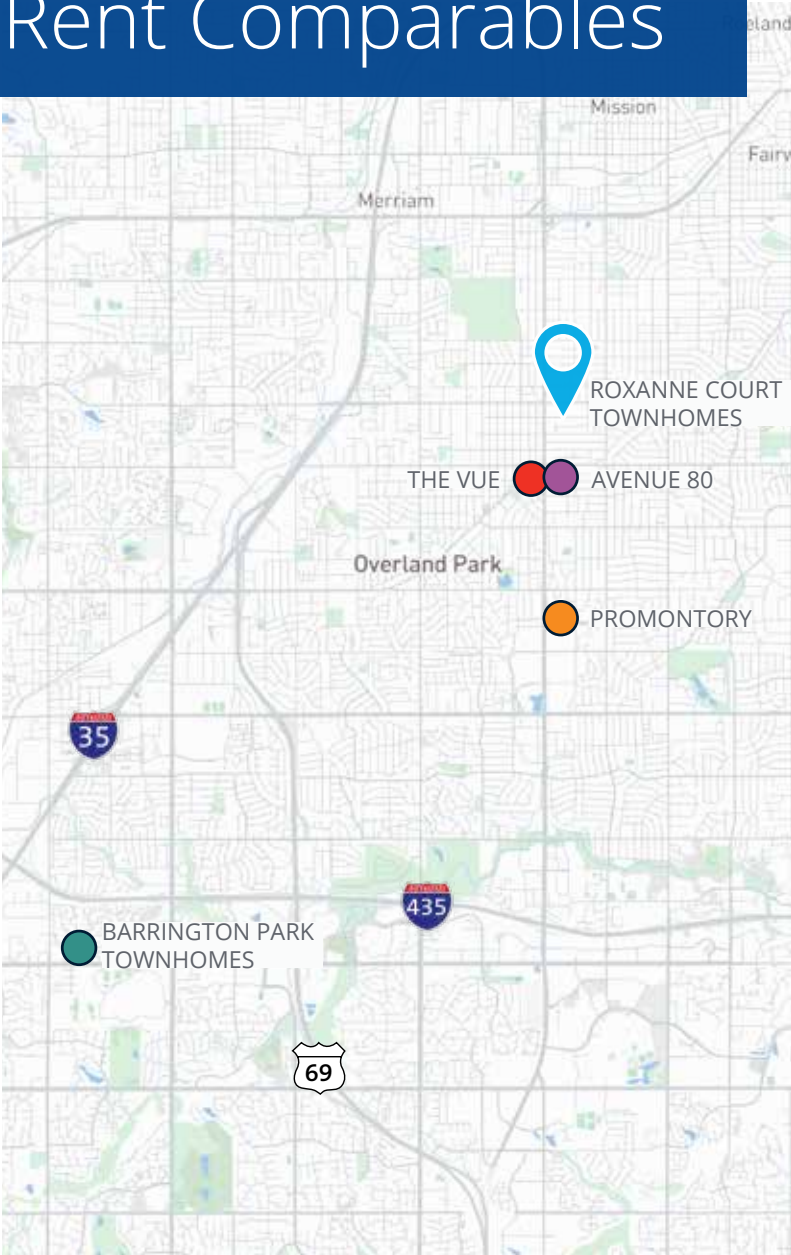 Rent Comparables
Mission
Merriam
ROXANNE COURT
TOWNHOMES
THE VUE
AVENUE 80
Overland Park
PROMONTORY
35
435
BARRINGTON PARK
TOWNHOMES
69